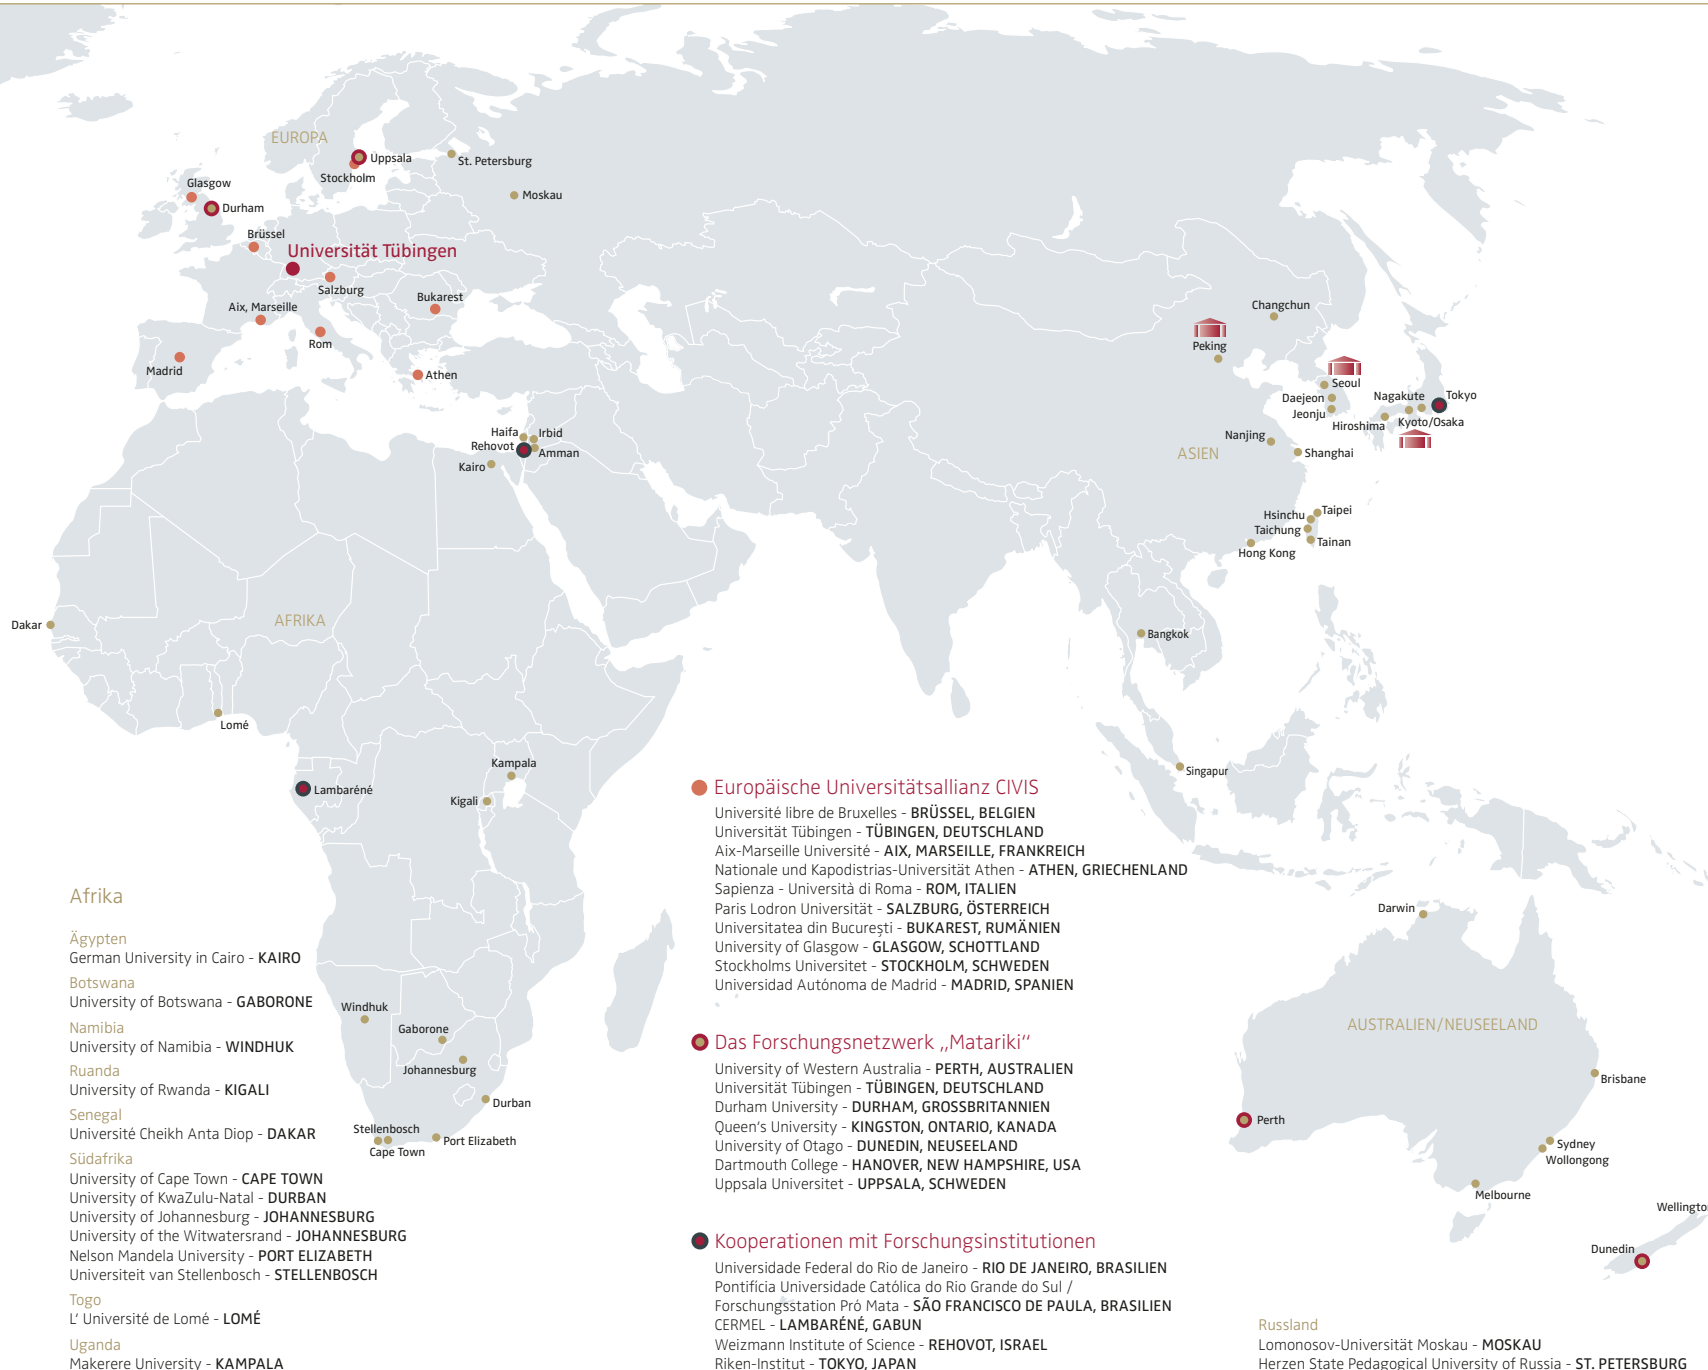 EUROPA
Uppsala
Stockholm
St. Petersburg
Moskau
Glasgow
Durham
Brüssel
Universität Tübingen
Salzburg
Bukarest
Aix, Marseille
Rom
Madrid
Athen
Haifa
Irbid
Rehovot
Amman
Kairo
Changchun
Peking
Seoul
Daejeon
Jeonju
Nagakute
Tokyo
Hiroshima
Kyoto/Osaka
Nanjing
ASIEN
Shanghai
Hsinchu
Taipei
Taichung
Tainan
Hong Kong
Dakar
AFRIKA
Bangkok
Lomé
Kampala
Lambaréné
Kigali
Singapur
Windhuk
Gaborone
Johannesburg
Durban
Stellenbosch
Cape Town
Port Elizabeth
Darwin
AUSTRALIEN/NEUSEELAND
Brisbane
Perth
Sydney
Wollongong
Melbourne
Dunedin
Afrika
Ägypten
German University in Cairo - KAIRO
Botswana
University of Botswana - GABORONE
Namibia
University of Namibia - WINDHUK
Ruanda
University of Rwanda - KIGALI
Senegal
Université Cheikh Anta Diop - DAKAR
Südafrika
University of Cape Town - CAPE TOWN
University of KwaZulu-Natal - DURBAN
University of Johannesburg - JOHANNESBURG
University of the Witwatersrand - JOHANNESBURG
Nelson Mandela University - PORT ELIZABETH
Universiteit van Stellenbosch - STELLENBOSCH
Togo
L' Université de Lomé - LOMÉ
Uganda
Makerere University - KAMPALA
Europäische Universitätsallianz CIVIS
Université libre de Bruxelles - BRÜSSEL, BELGIEN
Universität Tübingen - TÜBINGEN, DEUTSCHLAND
Aix-Marseille Université - AIX, MARSEILLE, FRANKREICH
Nationale und Kapodistrias-Universität Athen - ATHEN, GRIECHENLAND
Sapienza - Università di Roma - ROM, ITALIEN
Paris Lodron Universität - SALZBURG, ÖSTERREICH
Universitatea din București - BUKAREST, RUMÄNIEN
University of Glasgow - GLASGOW, SCHOTTLAND
Stockholms Universitet - STOCKHOLM, SCHWEDEN
Universidad Autónoma de Madrid - MADRID, SPANIEN
Das Forschungsnetzwerk „Matariki“
University of Western Australia - PERTH, AUSTRALIEN
Universität Tübingen - TÜBINGEN, DEUTSCHLAND
Durham University - DURHAM, GROSSBRITANNIEN
Queen's University - KINGSTON, ONTARIO, KANADA
University of Otago - DUNEDIN, NEUSEELAND
Dartmouth College - HANOVER, NEW HAMPSHIRE, USA
Uppsala Universitet - UPPSALA, SCHWEDEN
Kooperationen mit Forschungsinstitutionen
Universidade Federal do Rio de Janeiro - RIO DE JANEIRO, BRASILIEN
Pontifícia Universidade Católica do Rio Grande do Sul /
Forschungsstation Pró Mata - SÃO FRANCISCO DE PAULA, BRASILIEN
CERMEL - LAMBARÉNÉ, GABUN
Weizmann Institute of Science - REHOVOT, ISRAEL
Riken-Institut - TOKYO, JAPAN
Russland
Lomonosov-Universität Moskau - MOSKAU
Herzen State Pedagogical University of Russia - ST. PETERSBURG